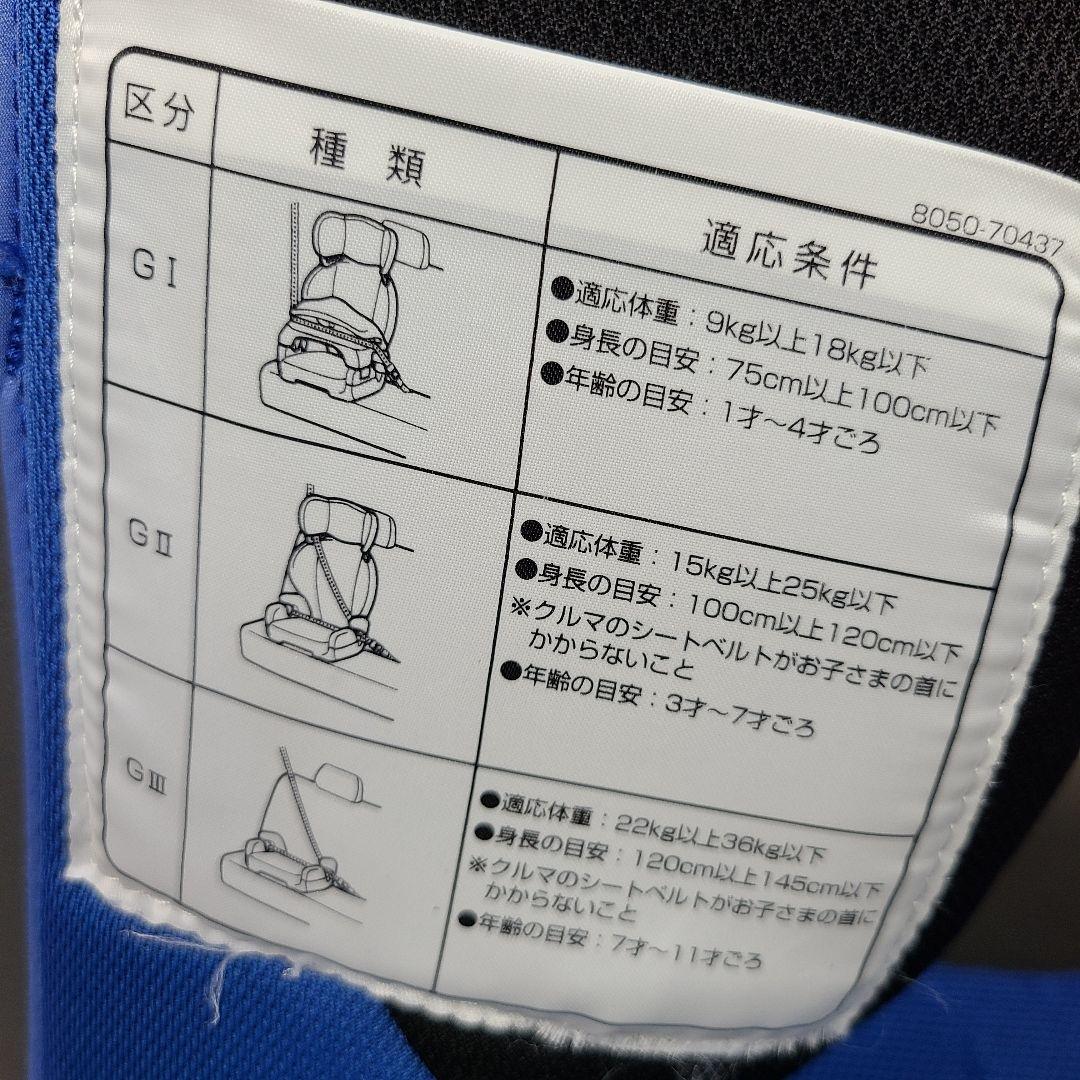 8050-70437
区分
種類
適応条件
GⅠ
●適応体重：9kg以上18kg以下
●身長の目安：75cm以上100cm以下
●年齢の目安：1才～4才ごろ
GⅡ
●適応体重：15kg以上25kg以下
●身長の目安：100cm以上120cm以下
※クルマのシートベルトがお子さまの首に
かからないこと
●年齢の目安：3才～7才ごろ
GⅢ
●適応体重：22kg以上36kg以下
●身長の目安：120cm以上145cm以下
※クルマのシートベルトがお子さまの首に
かからないこと
●年齢の目安：7才～11才ごろ